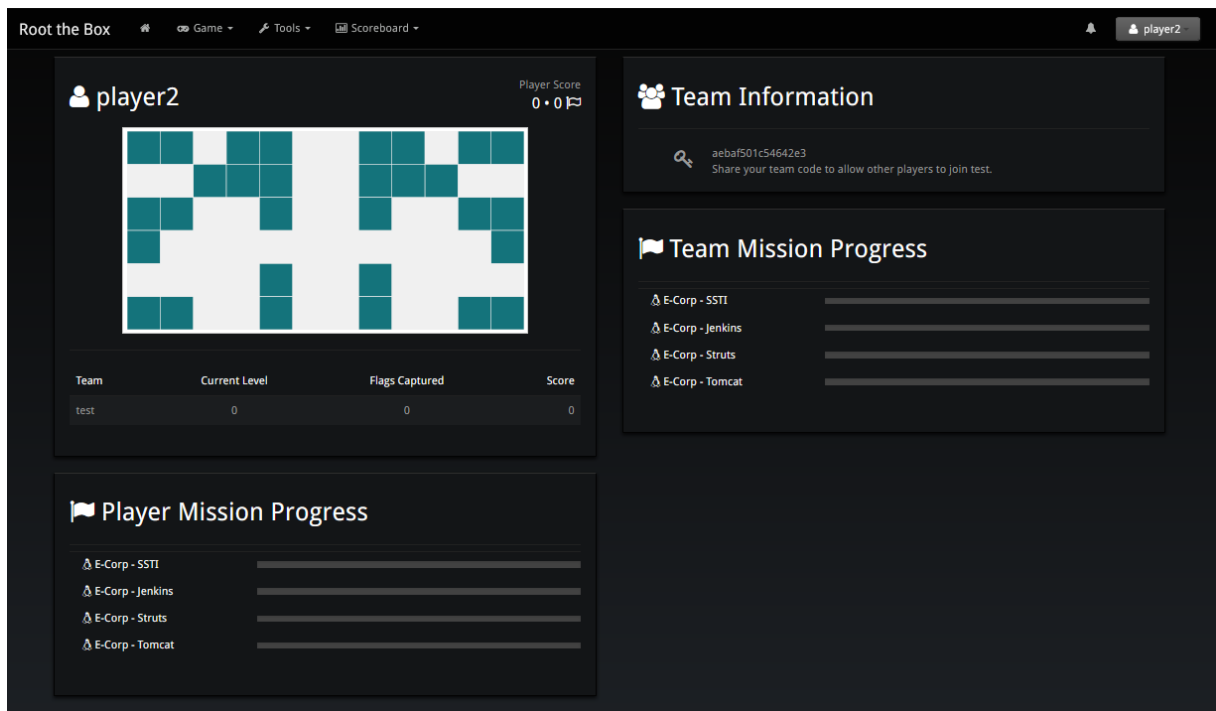 Root the Box Game Tools Scoreboard player2
player2
Player Score
0 • 0
Team Current Level Flags Captured Score
test 0 0 0
Player Mission Progress
E-Corp - SSTI
E-Corp - Jenkins
E-Corp - Struts
E-Corp - Tomcat
Team Information
aebaf501c54642e3
Share your team code to allow other players to join test.
Team Mission Progress
E-Corp - SSTI
E-Corp - Jenkins
E-Corp - Struts
E-Corp - Tomcat